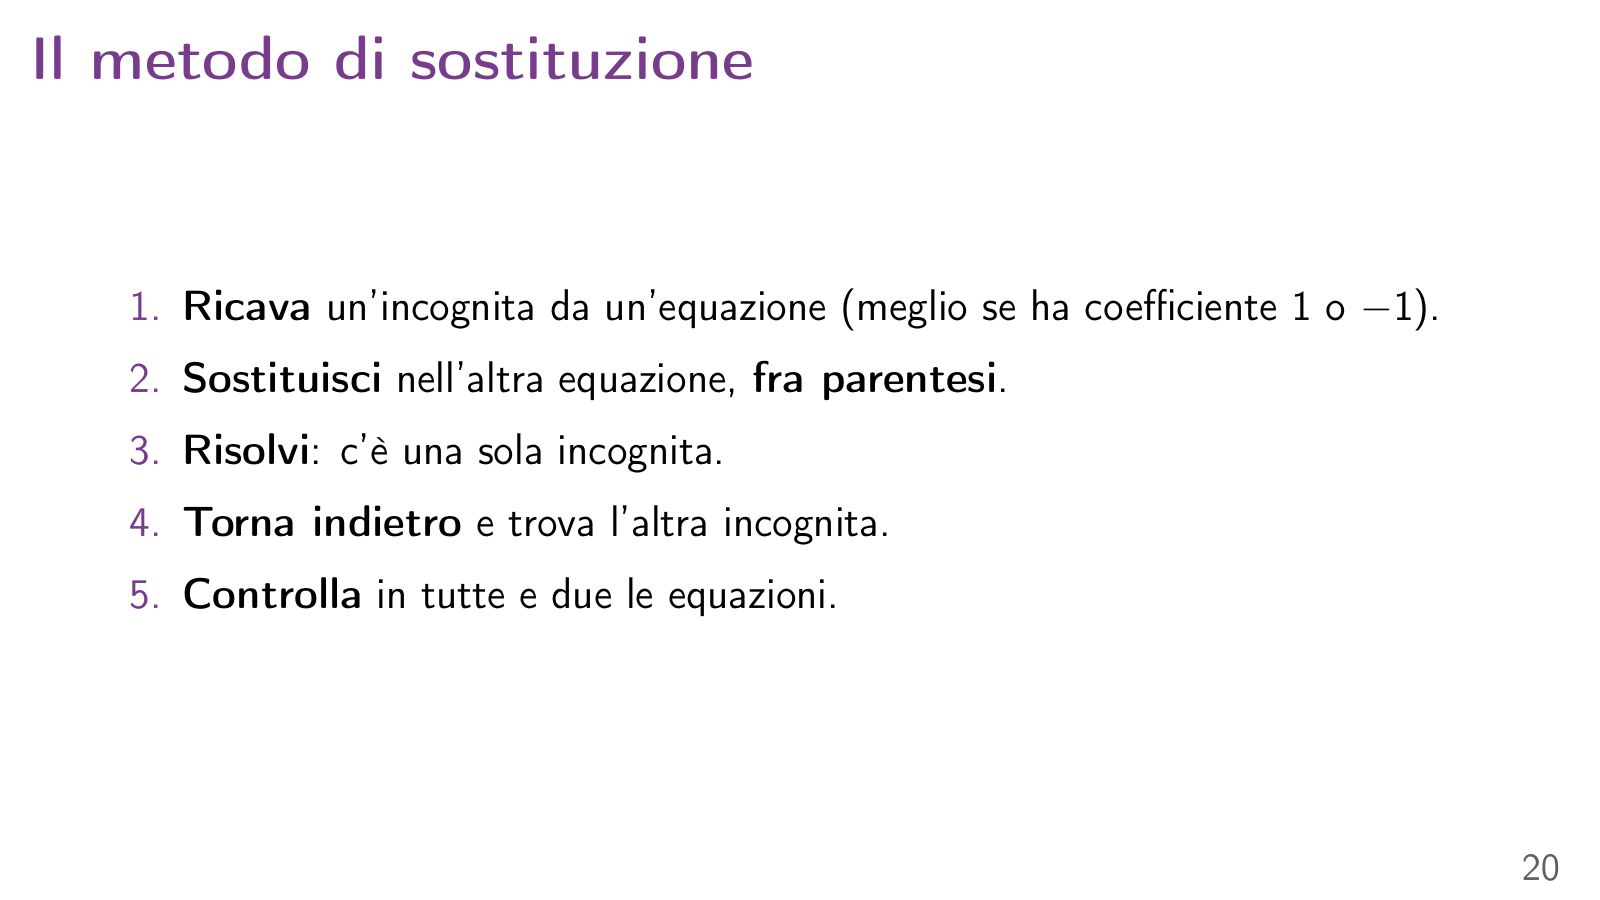 Il metodo di sostituzione
1. Ricava un'incognita da un'equazione (meglio se ha coefficiente 1 o −1).
2. Sostituisci nell'altra equazione, fra parentesi.
3. Risolvi: c'è una sola incognita.
4. Torna indietro e trova l'altra incognita.
5. Controlla in tutte e due le equazioni.
20